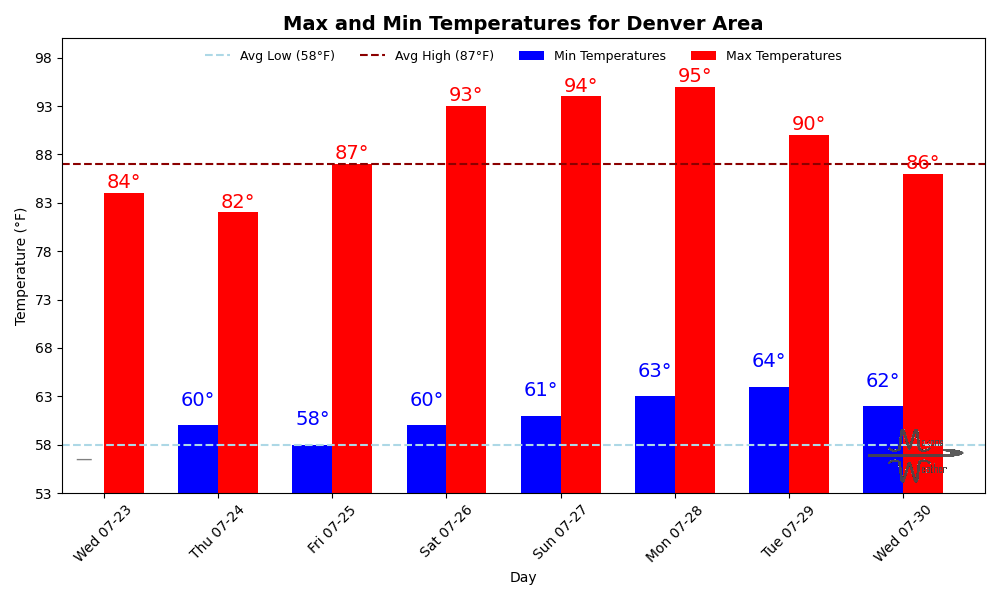 Max and Min Temperatures for Denver Area
Avg Low (58°F) Avg High (87°F) Min Temperatures Max Temperatures
98
93
88
83
78
73
68
63
58
53
Temperature (°F)
84°
82°
87°
93°
94°
95°
90°
86°
—
60°
58°
60°
61°
63°
64°
62°
Wed 07-23
Thu 07-24
Fri 07-25
Sat 07-26
Sun 07-27
Mon 07-28
Tue 07-29
Wed 07-30
Day